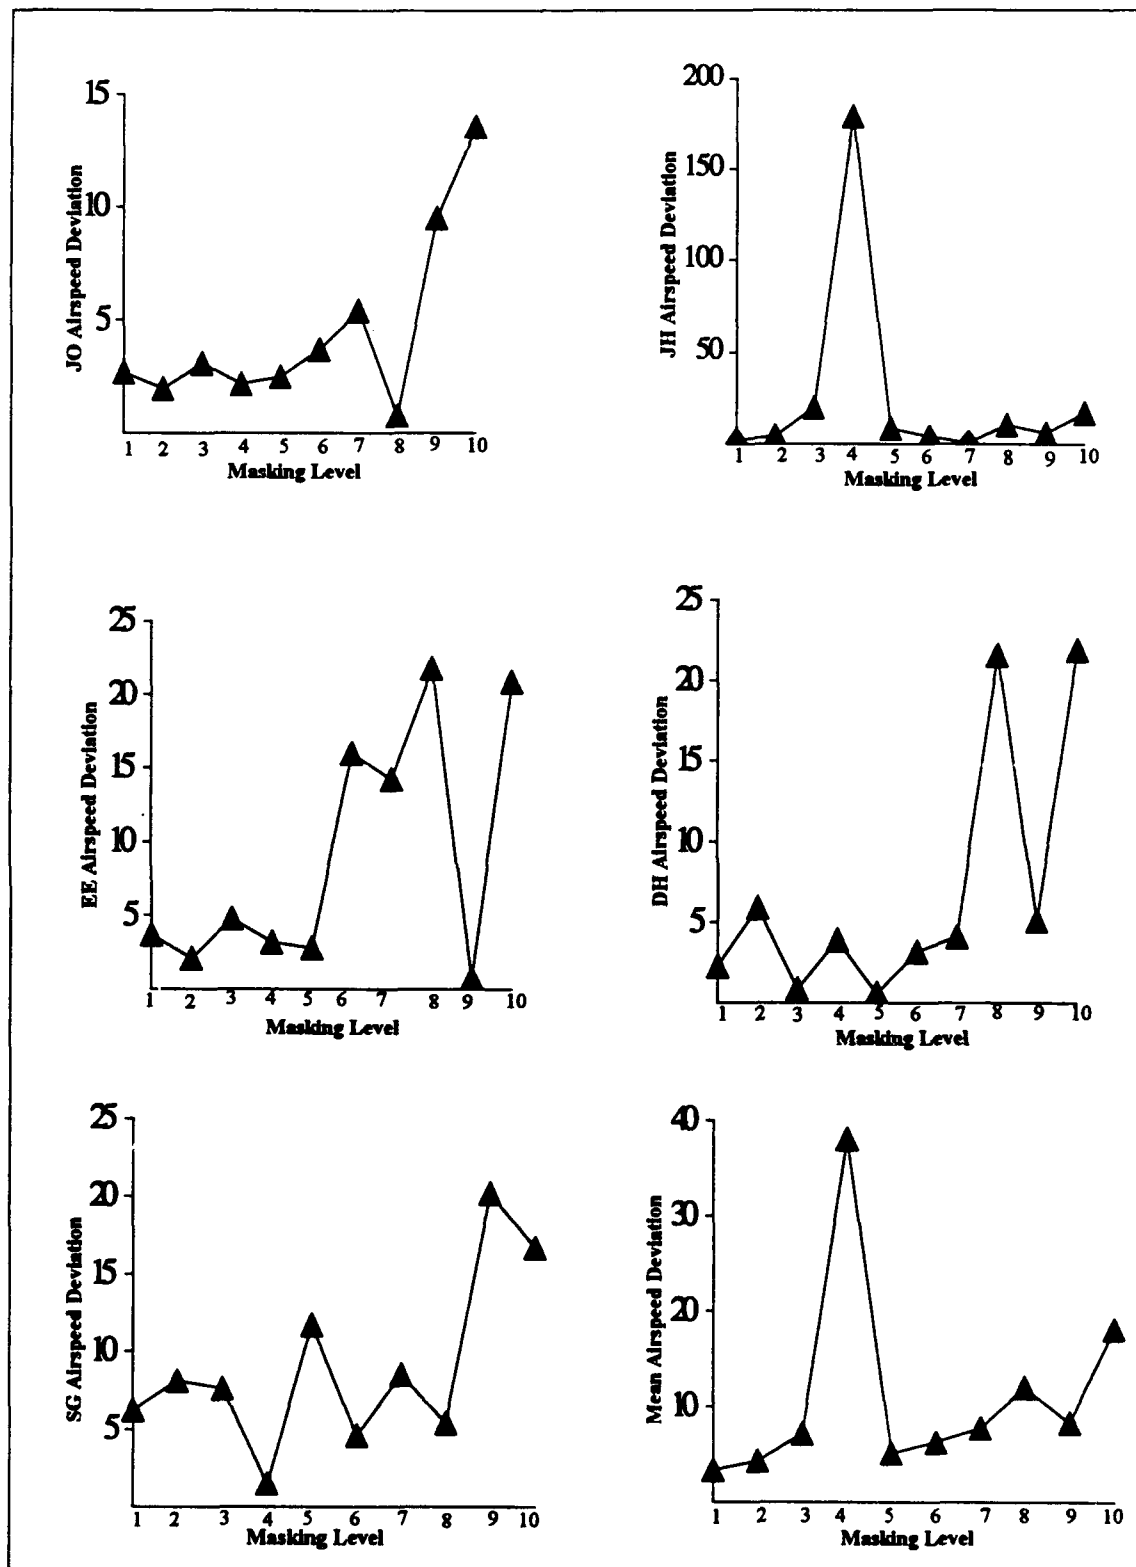 JO Airspeed Deviation
15
10
5
1 2 3 4 5 6 7 8 9 10
Masking Level
JH Airspeed Deviation
200
150
100
50
1 2 3 4 5 6 7 8 9 10
Masking Level
EE Airspeed Deviation
25
20
15
10
5
1 2 3 4 5 6 7 8 9 10
Masking Level
DH Airspeed Deviation
25
20
15
10
5
1 2 3 4 5 6 7 8 9 10
Masking Level
SG Airspeed Deviation
25
20
15
10
5
1 2 3 4 5 6 7 8 9 10
Masking Level
Mean Airspeed Deviation
40
30
20
10
1 2 3 4 5 6 7 8 9 10
Masking Level